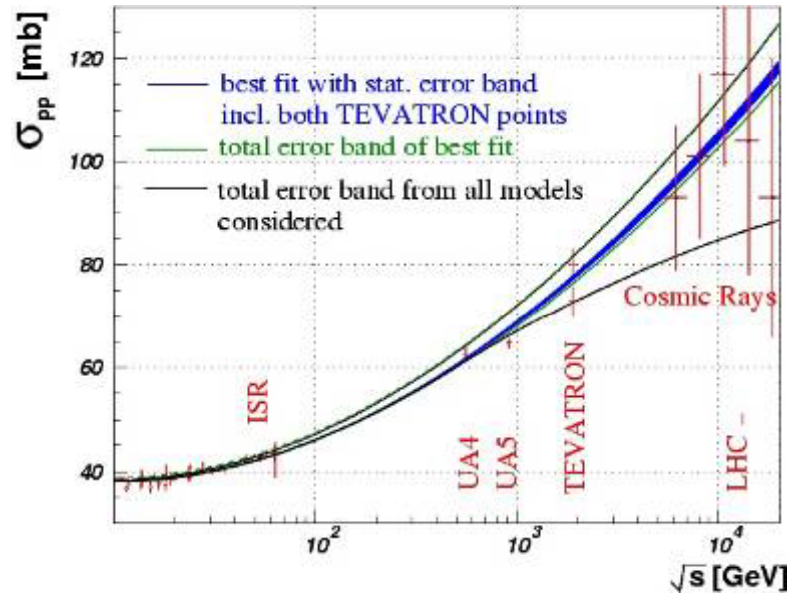 σpp [mb]
120
100
80
60
40
best fit with stat. error band
incl. both TEVATRON points
total error band of best fit
total error band from all models
considered
Cosmic Rays
ISR
UA4
UA5
TEVATRON
LHC
10²
10³
10⁴
√s [GeV]